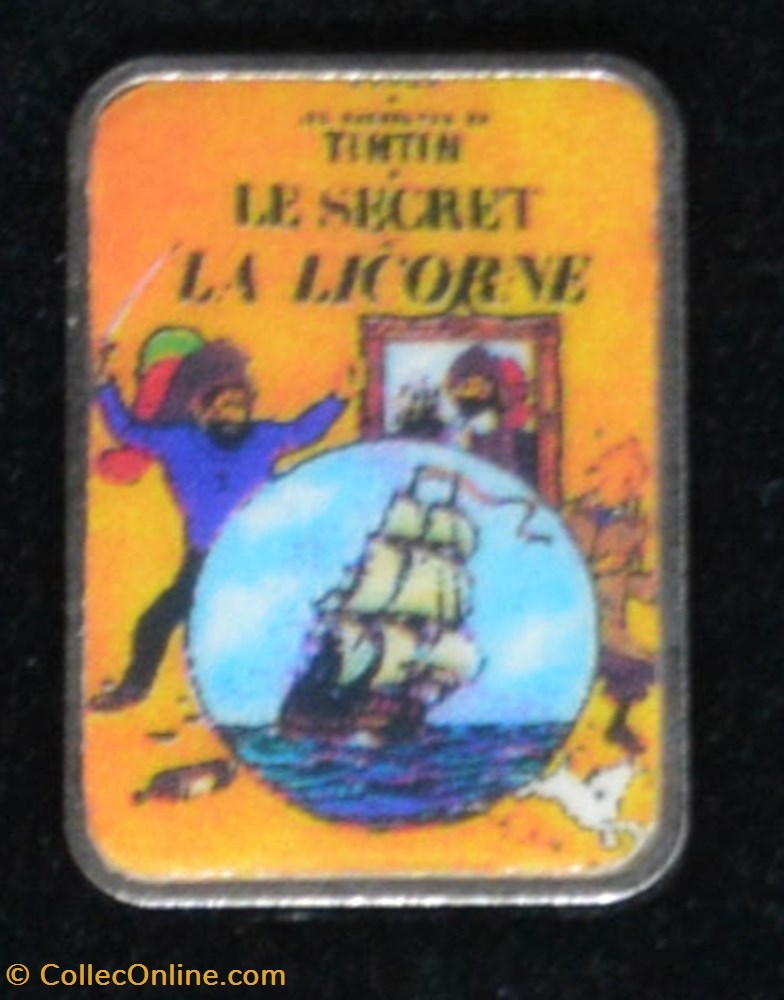 TINTIN
LE SECRET
LA LICORNE
© CollecOnline.com